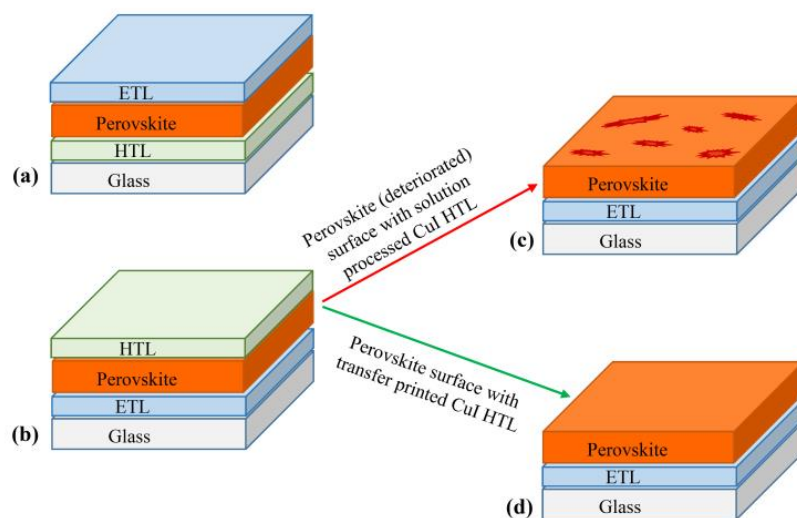 ETL
Perovskite
HTL
Glass
(a)
HTL
Perovskite
ETL
Glass
(b)
Perovskite (deteriorated)
surface with solution
processed CuI HTL
Perovskite surface with
transfer printed CuI HTL
Perovskite
ETL
Glass
(c)
Perovskite
ETL
Glass
(d)